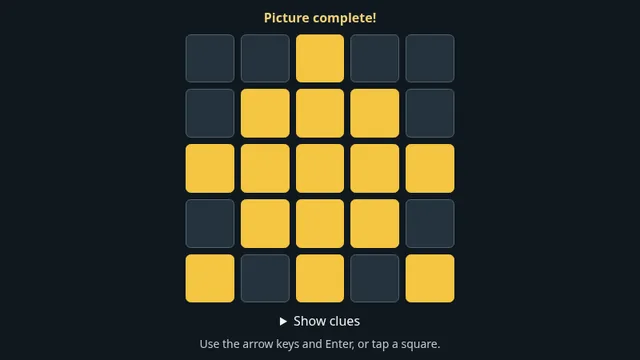 Picture complete!
▶ Show clues
Use the arrow keys and Enter, or tap a square.